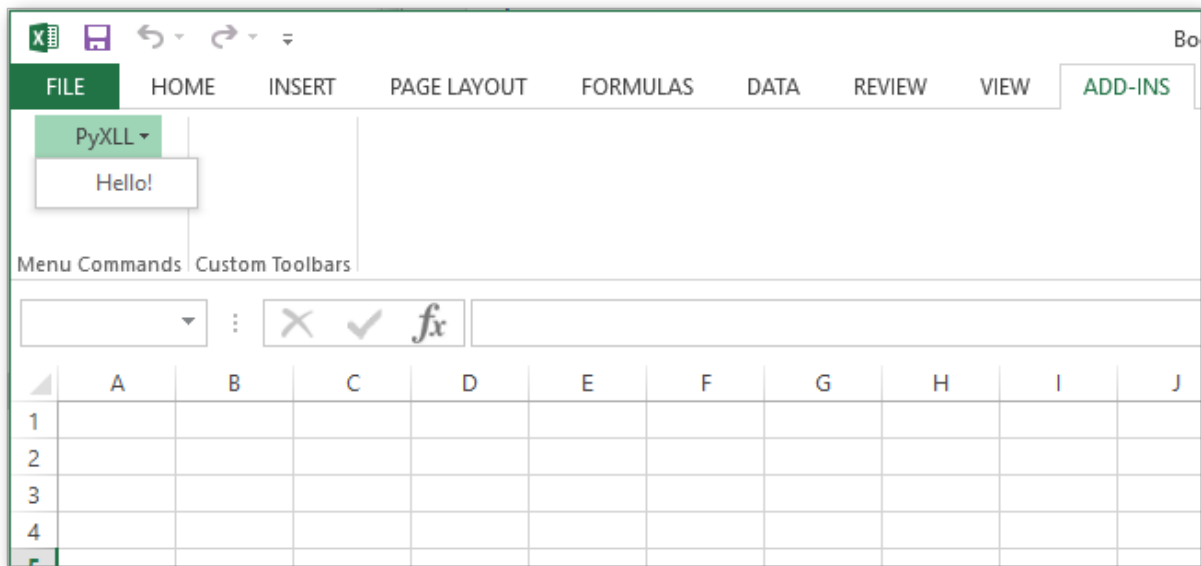 Bo
FILE HOME INSERT PAGE LAYOUT FORMULAS DATA REVIEW VIEW ADD-INS
PyXLL
Hello!
Menu Commands Custom Toolbars
fx
A B C D E F G H I J
1
2
3
4
5